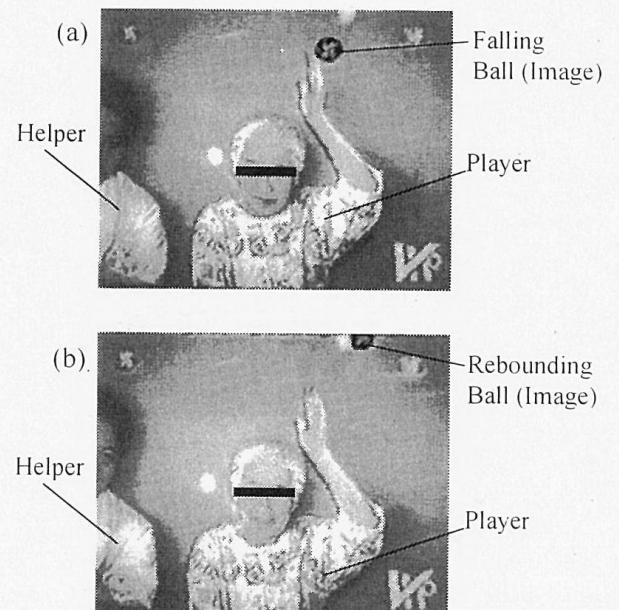 (a)
Falling
Ball (Image)
Helper
Player
(b)
Rebounding
Ball (Image)
Helper
Player